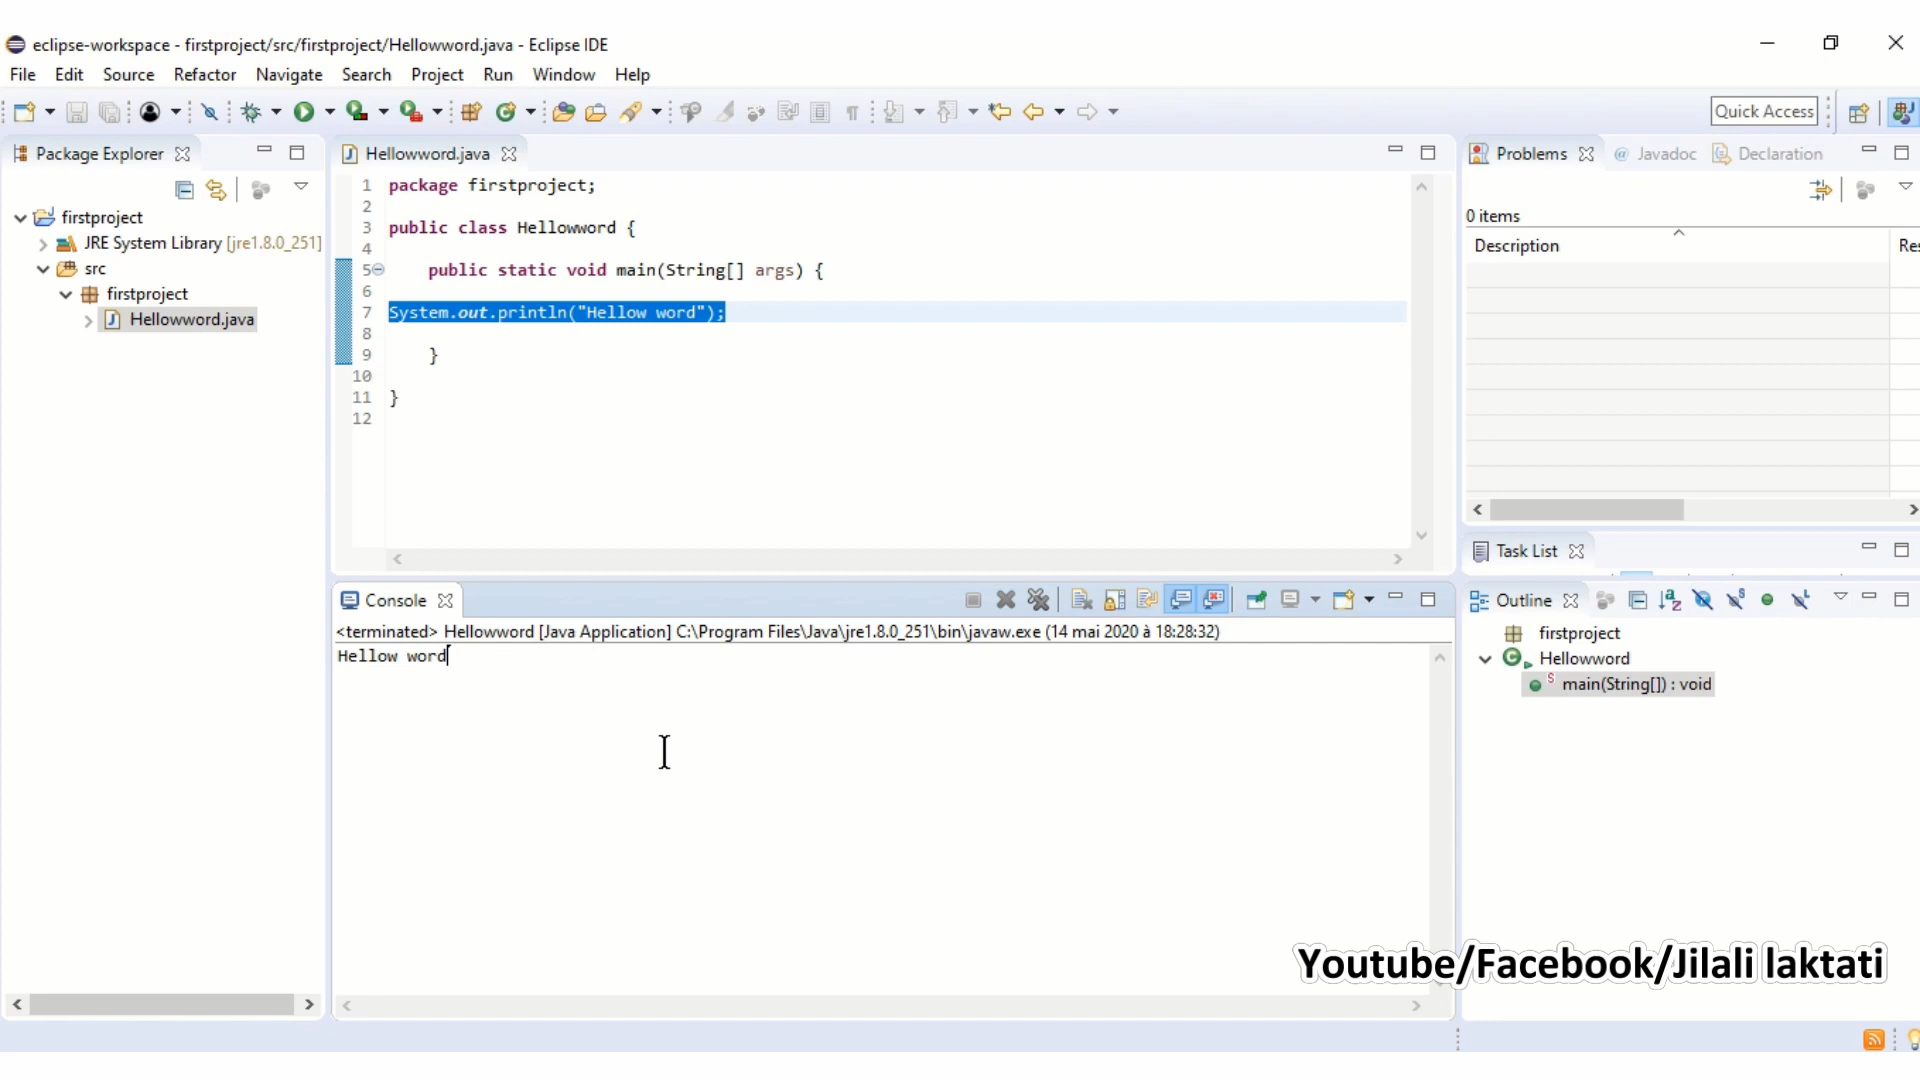 eclipse-workspace - firstproject/src/firstproject/Hellowword.java - Eclipse IDE
File Edit Source Refactor Navigate Search Project Run Window Help
Quick Access
Package Explorer
firstproject
JRE System Library [jre1.8.0_251]
src
firstproject
Hellowword.java
Hellowword.java
1 package firstproject;
2
3 public class Hellowword {
4
5 public static void main(String[] args) {
6
7 System.out.println("Hellow word");
8
9 }
10
11 }
12
Console
<terminated> Hellowword [Java Application] C:\Program Files\Java\jre1.8.0_251\bin\javaw.exe (14 mai 2020 à 18:28:32)
Hellow word
Problems @ Javadoc Declaration
0 items
Description Res
Task List
Outline
firstproject
Hellowword
main(String[]) : void
Youtube/Facebook/Jilali laktati